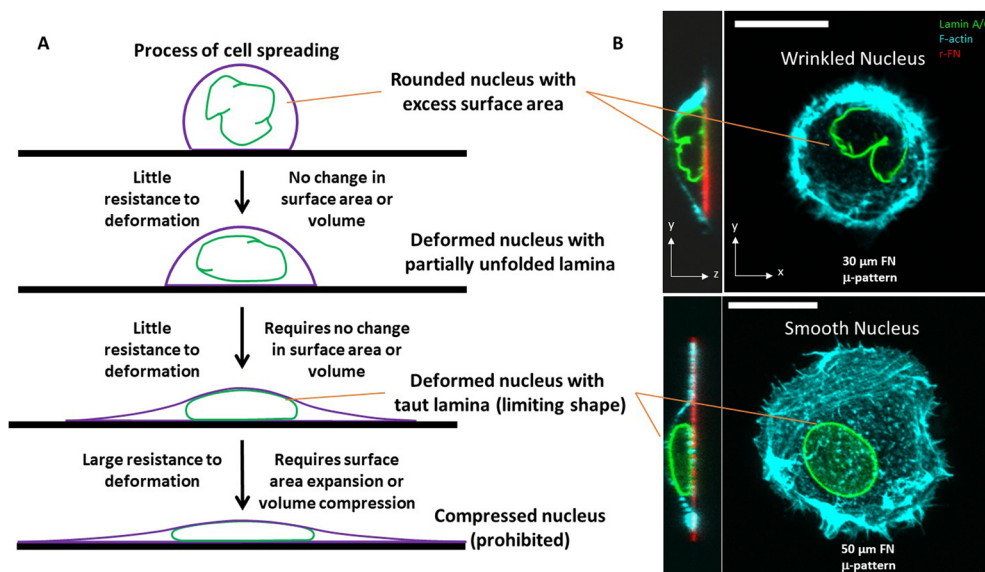 A
Process of cell spreading
Rounded nucleus with
excess surface area
Little
resistance to
deformation
No change in
surface area or
volume
Deformed nucleus with
partially unfolded lamina
Little
resistance to
deformation
Requires no change
in surface area or
volume
Deformed nucleus with
taut lamina (limiting shape)
Large resistance to
deformation
Requires surface
area expansion or
volume compression
Compressed nucleus
(prohibited)
B
Lamin A/C
F-actin
r-FN
Wrinkled Nucleus
y
z
y
x
30 µm FN
µ-pattern
Smooth Nucleus
50 µm FN
µ-pattern